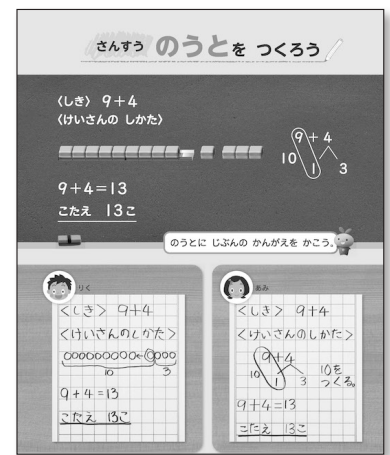 さんすう のうとを つくろう
〈しき〉 9+4
〈けいさんの しかた〉
9+4
10 1 3
9+4=13
こたえ 13こ
のうとに じぶんの かんがえを かこう。
りく
<しき> 9+4
<けいさんのしかた>
10 3
9+4=13
こたえ 13こ
あみ
<しき> 9+4
<けいさんのしかた>
9+4
10 1 3 10を
つくる。
9+4=13
こたえ 13こ